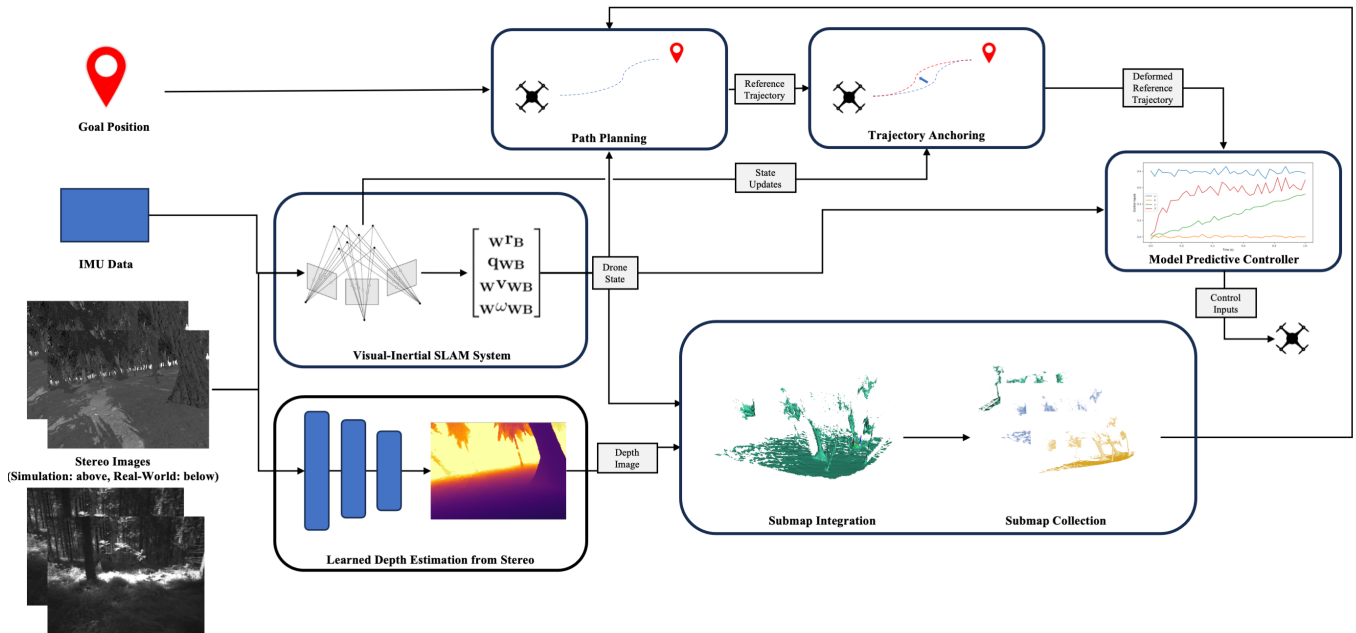 Goal Position
IMU Data
Stereo Images
(Simulation: above, Real-World: below)
Path Planning
Reference
Trajectory
Trajectory Anchoring
Deformed
Reference
Trajectory
State
Updates
Time (s)
Model Predictive Controller
Control
Inputs
WrB
qWB
WvWB
WωWB
Drone
State
Visual-Inertial SLAM System
Depth
Image
Learned Depth Estimation from Stereo
Submap Integration
Submap Collection